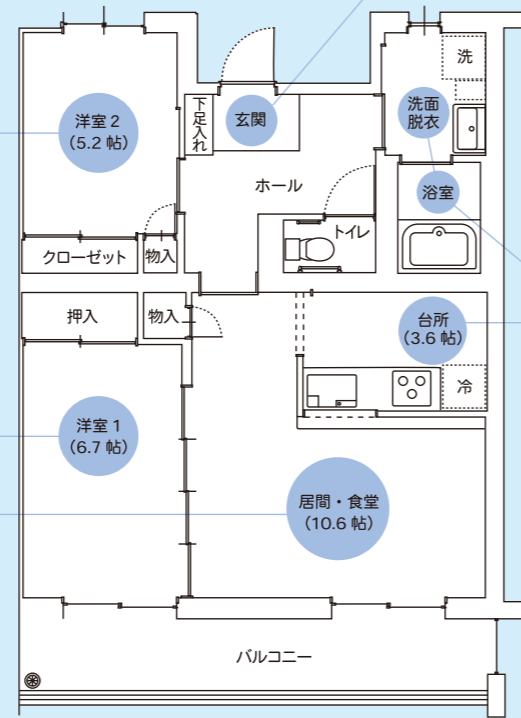 洗
洋室2
(5.2 帖)
下足入れ
玄関
洗面
脱衣
ホール
浴室
トイレ
クローゼット
物入
押入
物入
台所
(3.6 帖)
冷
洋室1
(6.7 帖)
居間・食堂
(10.6 帖)
バルコニー